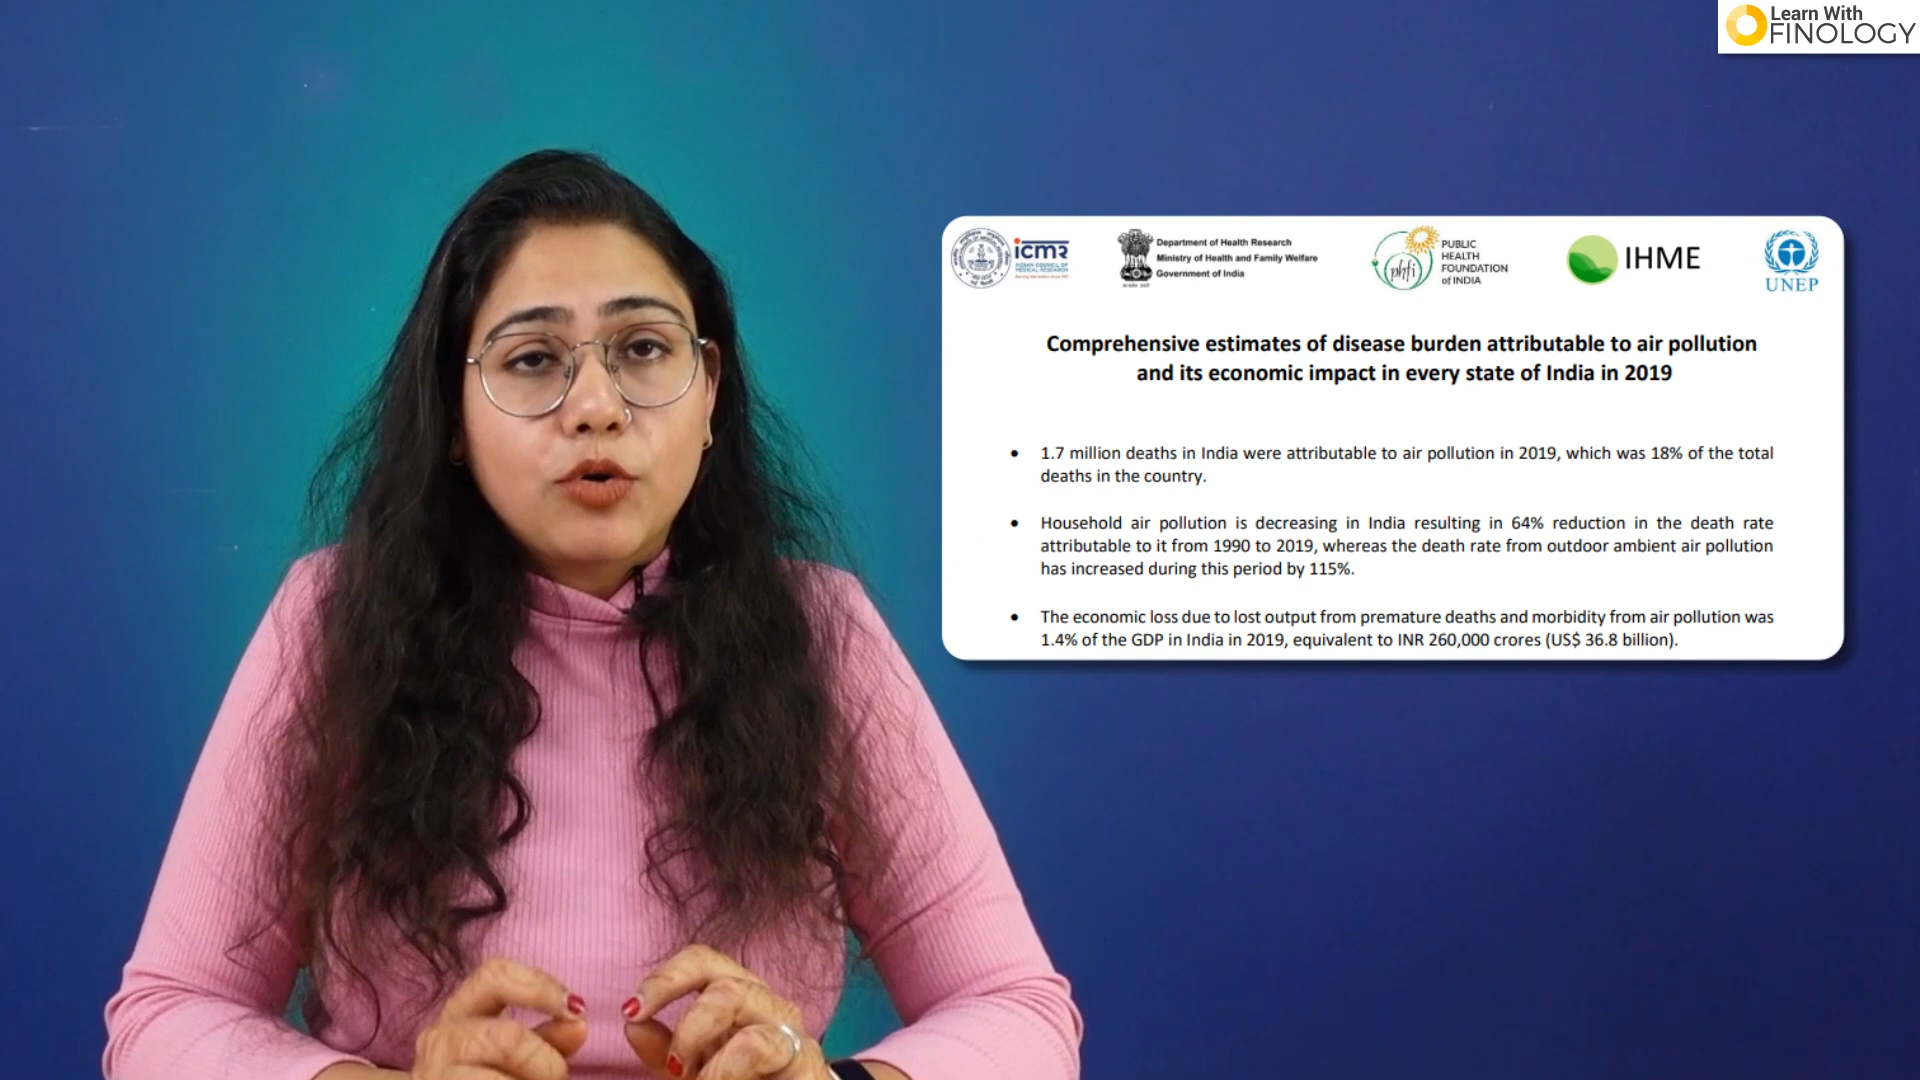 Learn With
FINOLOGY
icmr
INDIAN COUNCIL OF
MEDICAL RESEARCH
Department of Health Research
Ministry of Health and Family Welfare
Government of India
phfi
PUBLIC
HEALTH
FOUNDATION
of INDIA
IHME
UNEP
Comprehensive estimates of disease burden attributable to air pollution
and its economic impact in every state of India in 2019
• 1.7 million deaths in India were attributable to air pollution in 2019, which was 18% of the total
deaths in the country.
• Household air pollution is decreasing in India resulting in 64% reduction in the death rate
attributable to it from 1990 to 2019, whereas the death rate from outdoor ambient air pollution
has increased during this period by 115%.
• The economic loss due to lost output from premature deaths and morbidity from air pollution was
1.4% of the GDP in India in 2019, equivalent to INR 260,000 crores (US$ 36.8 billion).